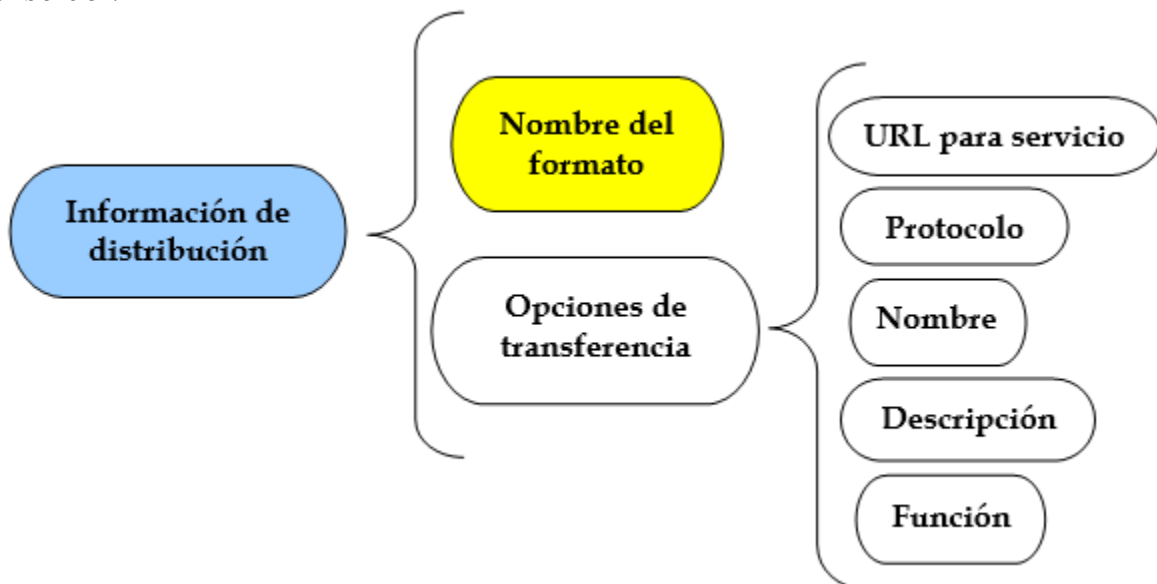 Información de
distribución
Nombre del
formato
Opciones de
transferencia
URL para servicio
Protocolo
Nombre
Descripción
Función